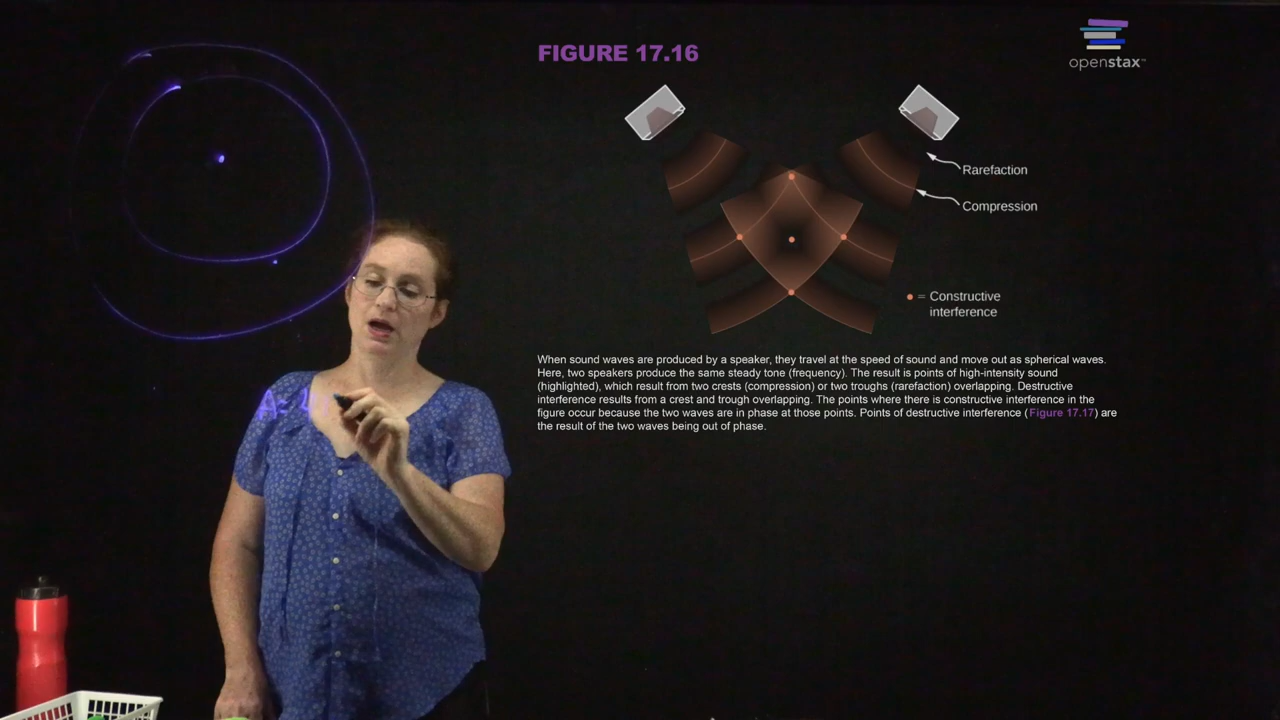 FIGURE 17.16
openstax™
Rarefaction
Compression
= Constructive
interference
When sound waves are produced by a speaker, they travel at the speed of sound and move out as spherical waves.
Here, two speakers produce the same steady tone (frequency). The result is points of high-intensity sound
(highlighted), which result from two crests (compression) or two troughs (rarefaction) overlapping. Destructive
interference results from a crest and trough overlapping. The points where there is constructive interference in the
figure occur because the two waves are in phase at those points. Points of destructive interference (Figure 17.17) are
the result of the two waves being out of phase.
A=